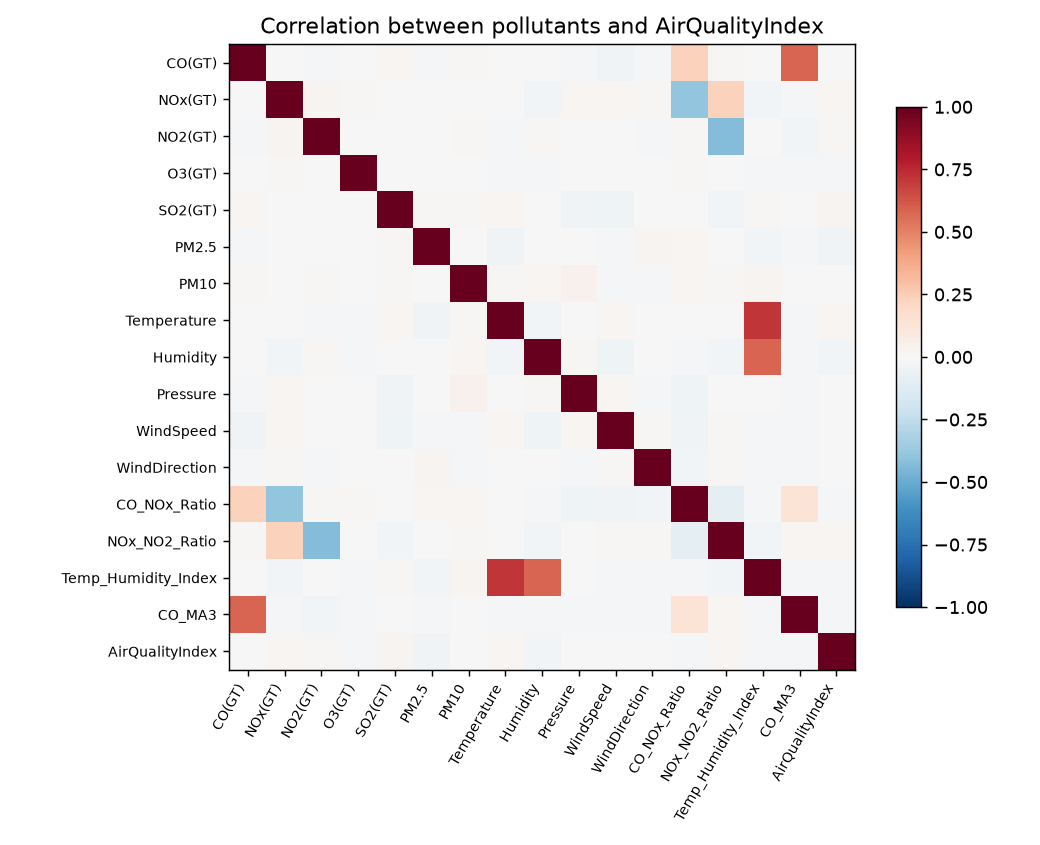 Correlation between pollutants and AirQualityIndex
CO(GT)
NOx(GT)
NO2(GT)
O3(GT)
SO2(GT)
PM2.5
PM10
Temperature
Humidity
Pressure
WindSpeed
WindDirection
CO_NOx_Ratio
NOx_NO2_Ratio
Temp_Humidity_Index
CO_MA3
AirQualityIndex
1.00
0.75
0.50
0.25
0.00
−0.25
−0.50
−0.75
−1.00
CO(GT)
NOx(GT)
NO2(GT)
O3(GT)
SO2(GT)
PM2.5
PM10
Temperature
Humidity
Pressure
WindSpeed
WindDirection
CO_NOx_Ratio
NOx_NO2_Ratio
Temp_Humidity_Index
CO_MA3
AirQualityIndex